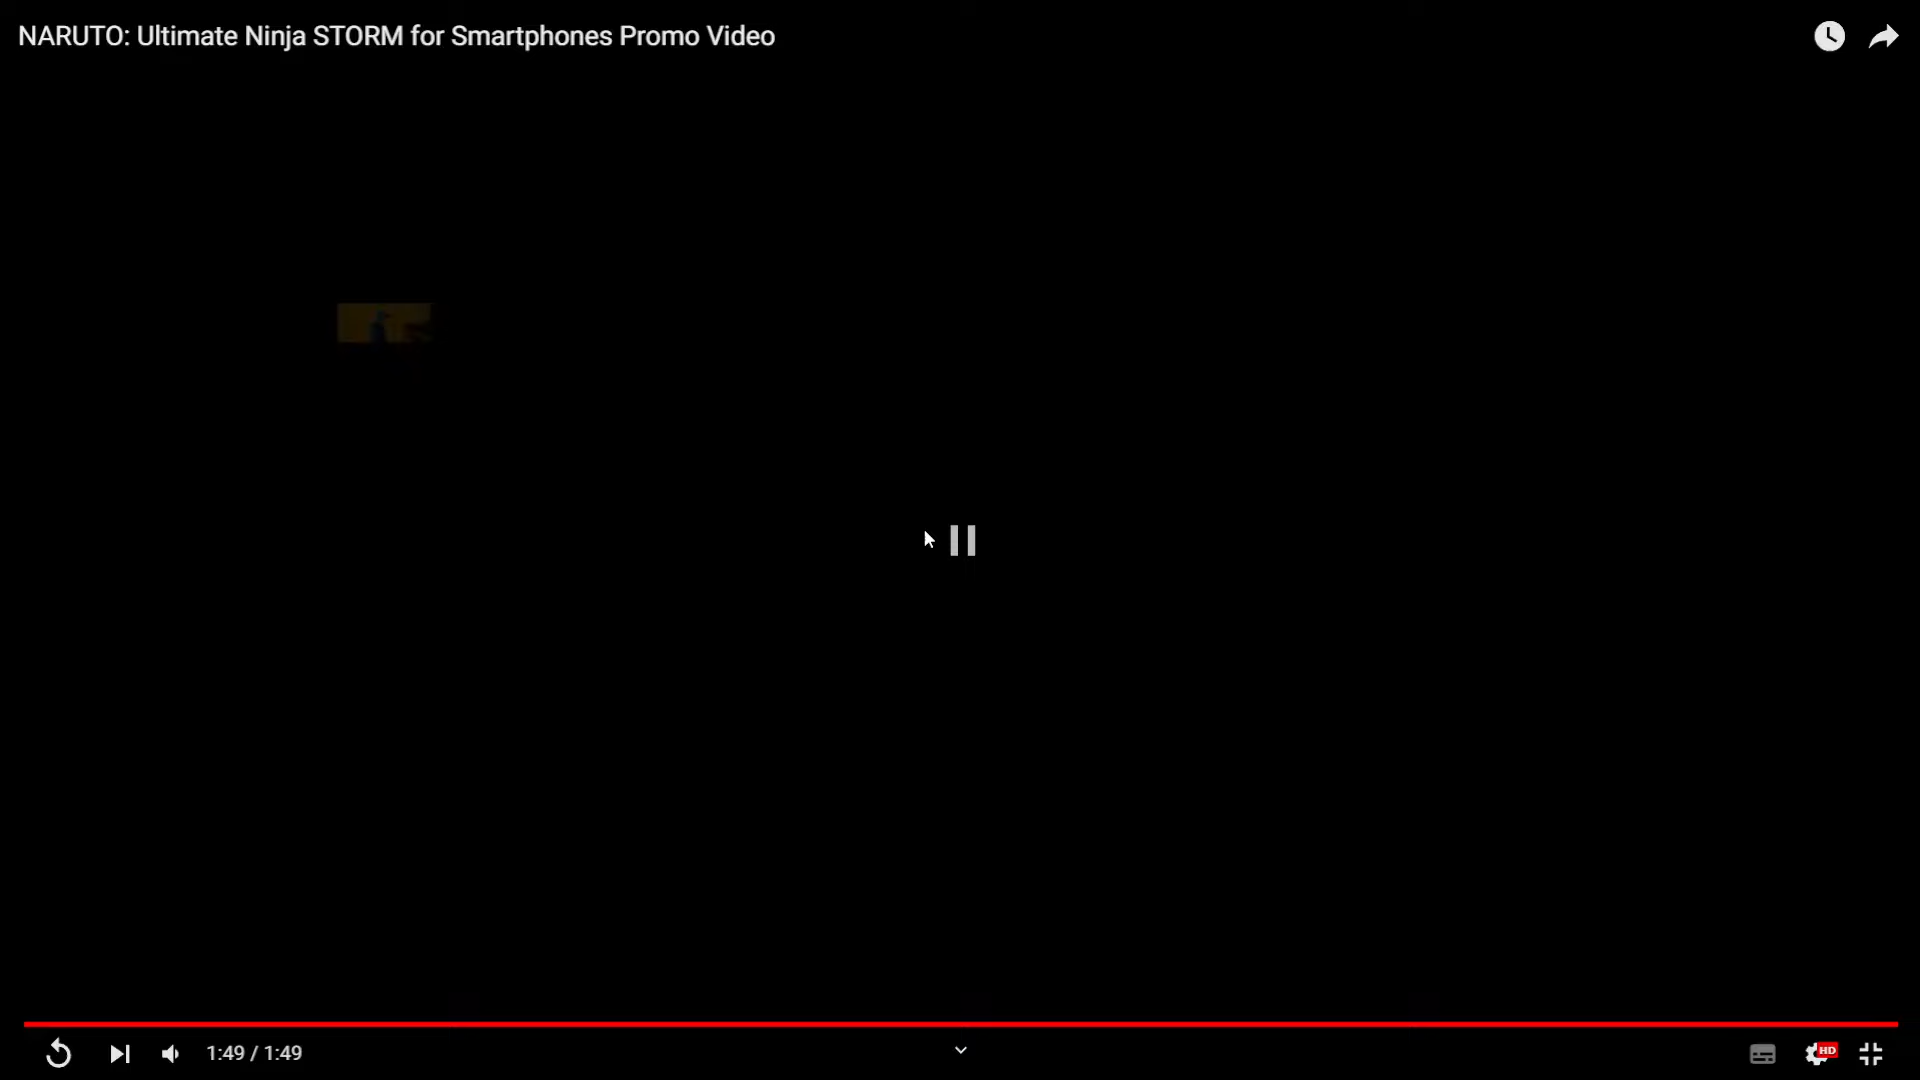 NARUTO: Ultimate Ninja STORM for Smartphones Promo Video
1:49 / 1:49
HD